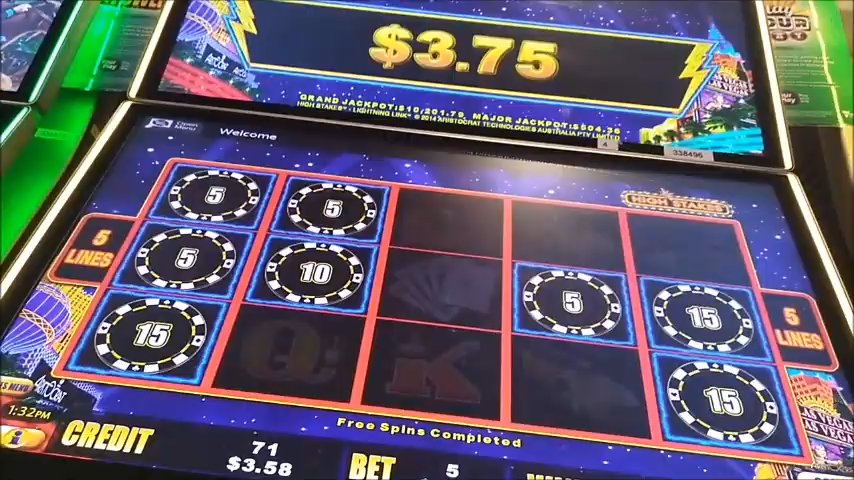 $3.75
GRAND JACKPOT:$10,201.79, MAJOR JACKPOT:$504.36
HIGH STAKES - LIGHTNING LINK - © 2014 ARISTOCRAT TECHNOLOGIES AUSTRALIA PTY LIMITED
4
338496
Welcome
HIGH STAKES
5 LINES
5
5
5
10
15
5
15
15
Q
K
5 LINES
Free Spins Completed
1:32PM
CREDIT
71
$3.58
BET
5